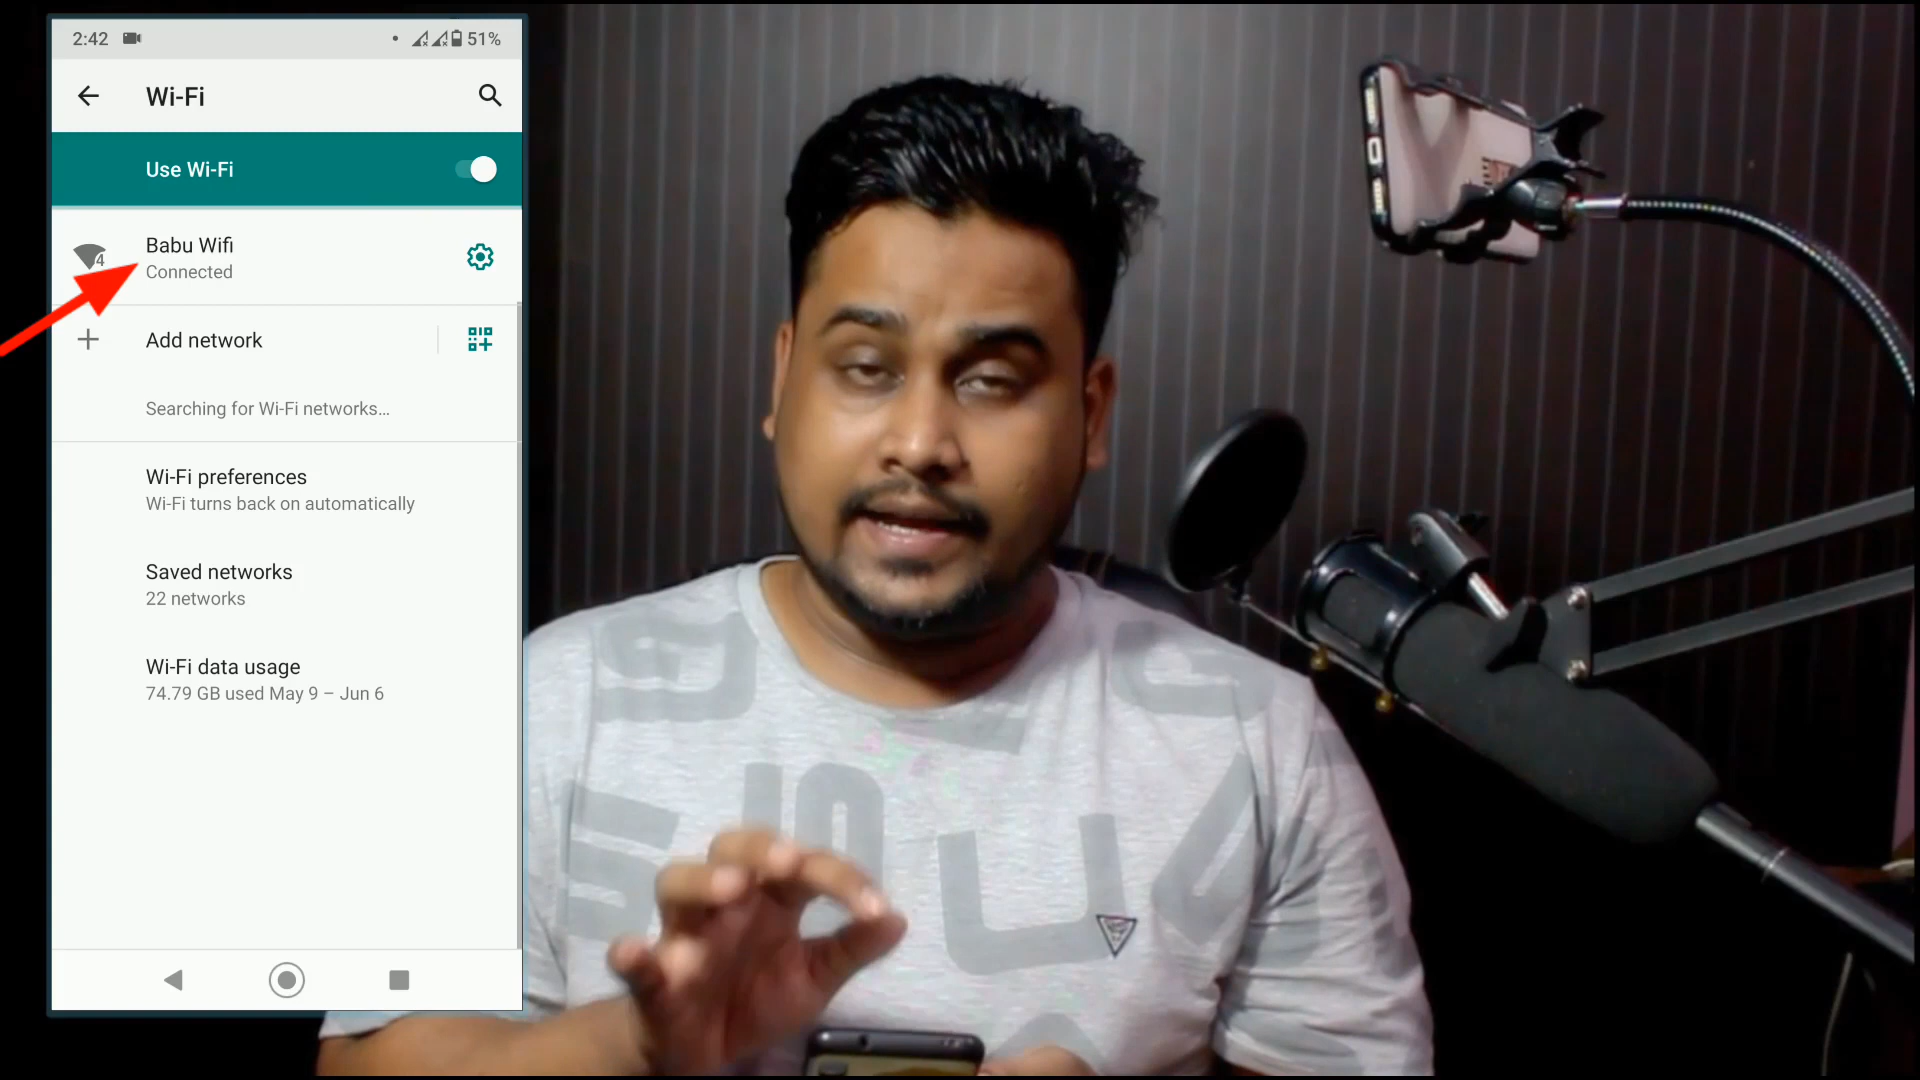 2:42
51%
Wi-Fi
Use Wi-Fi
Babu Wifi
4
Connected
Add network
Searching for Wi-Fi networks…
Wi-Fi preferences
Wi-Fi turns back on automatically
Saved networks
22 networks
Wi-Fi data usage
74.79 GB used May 9 – Jun 6